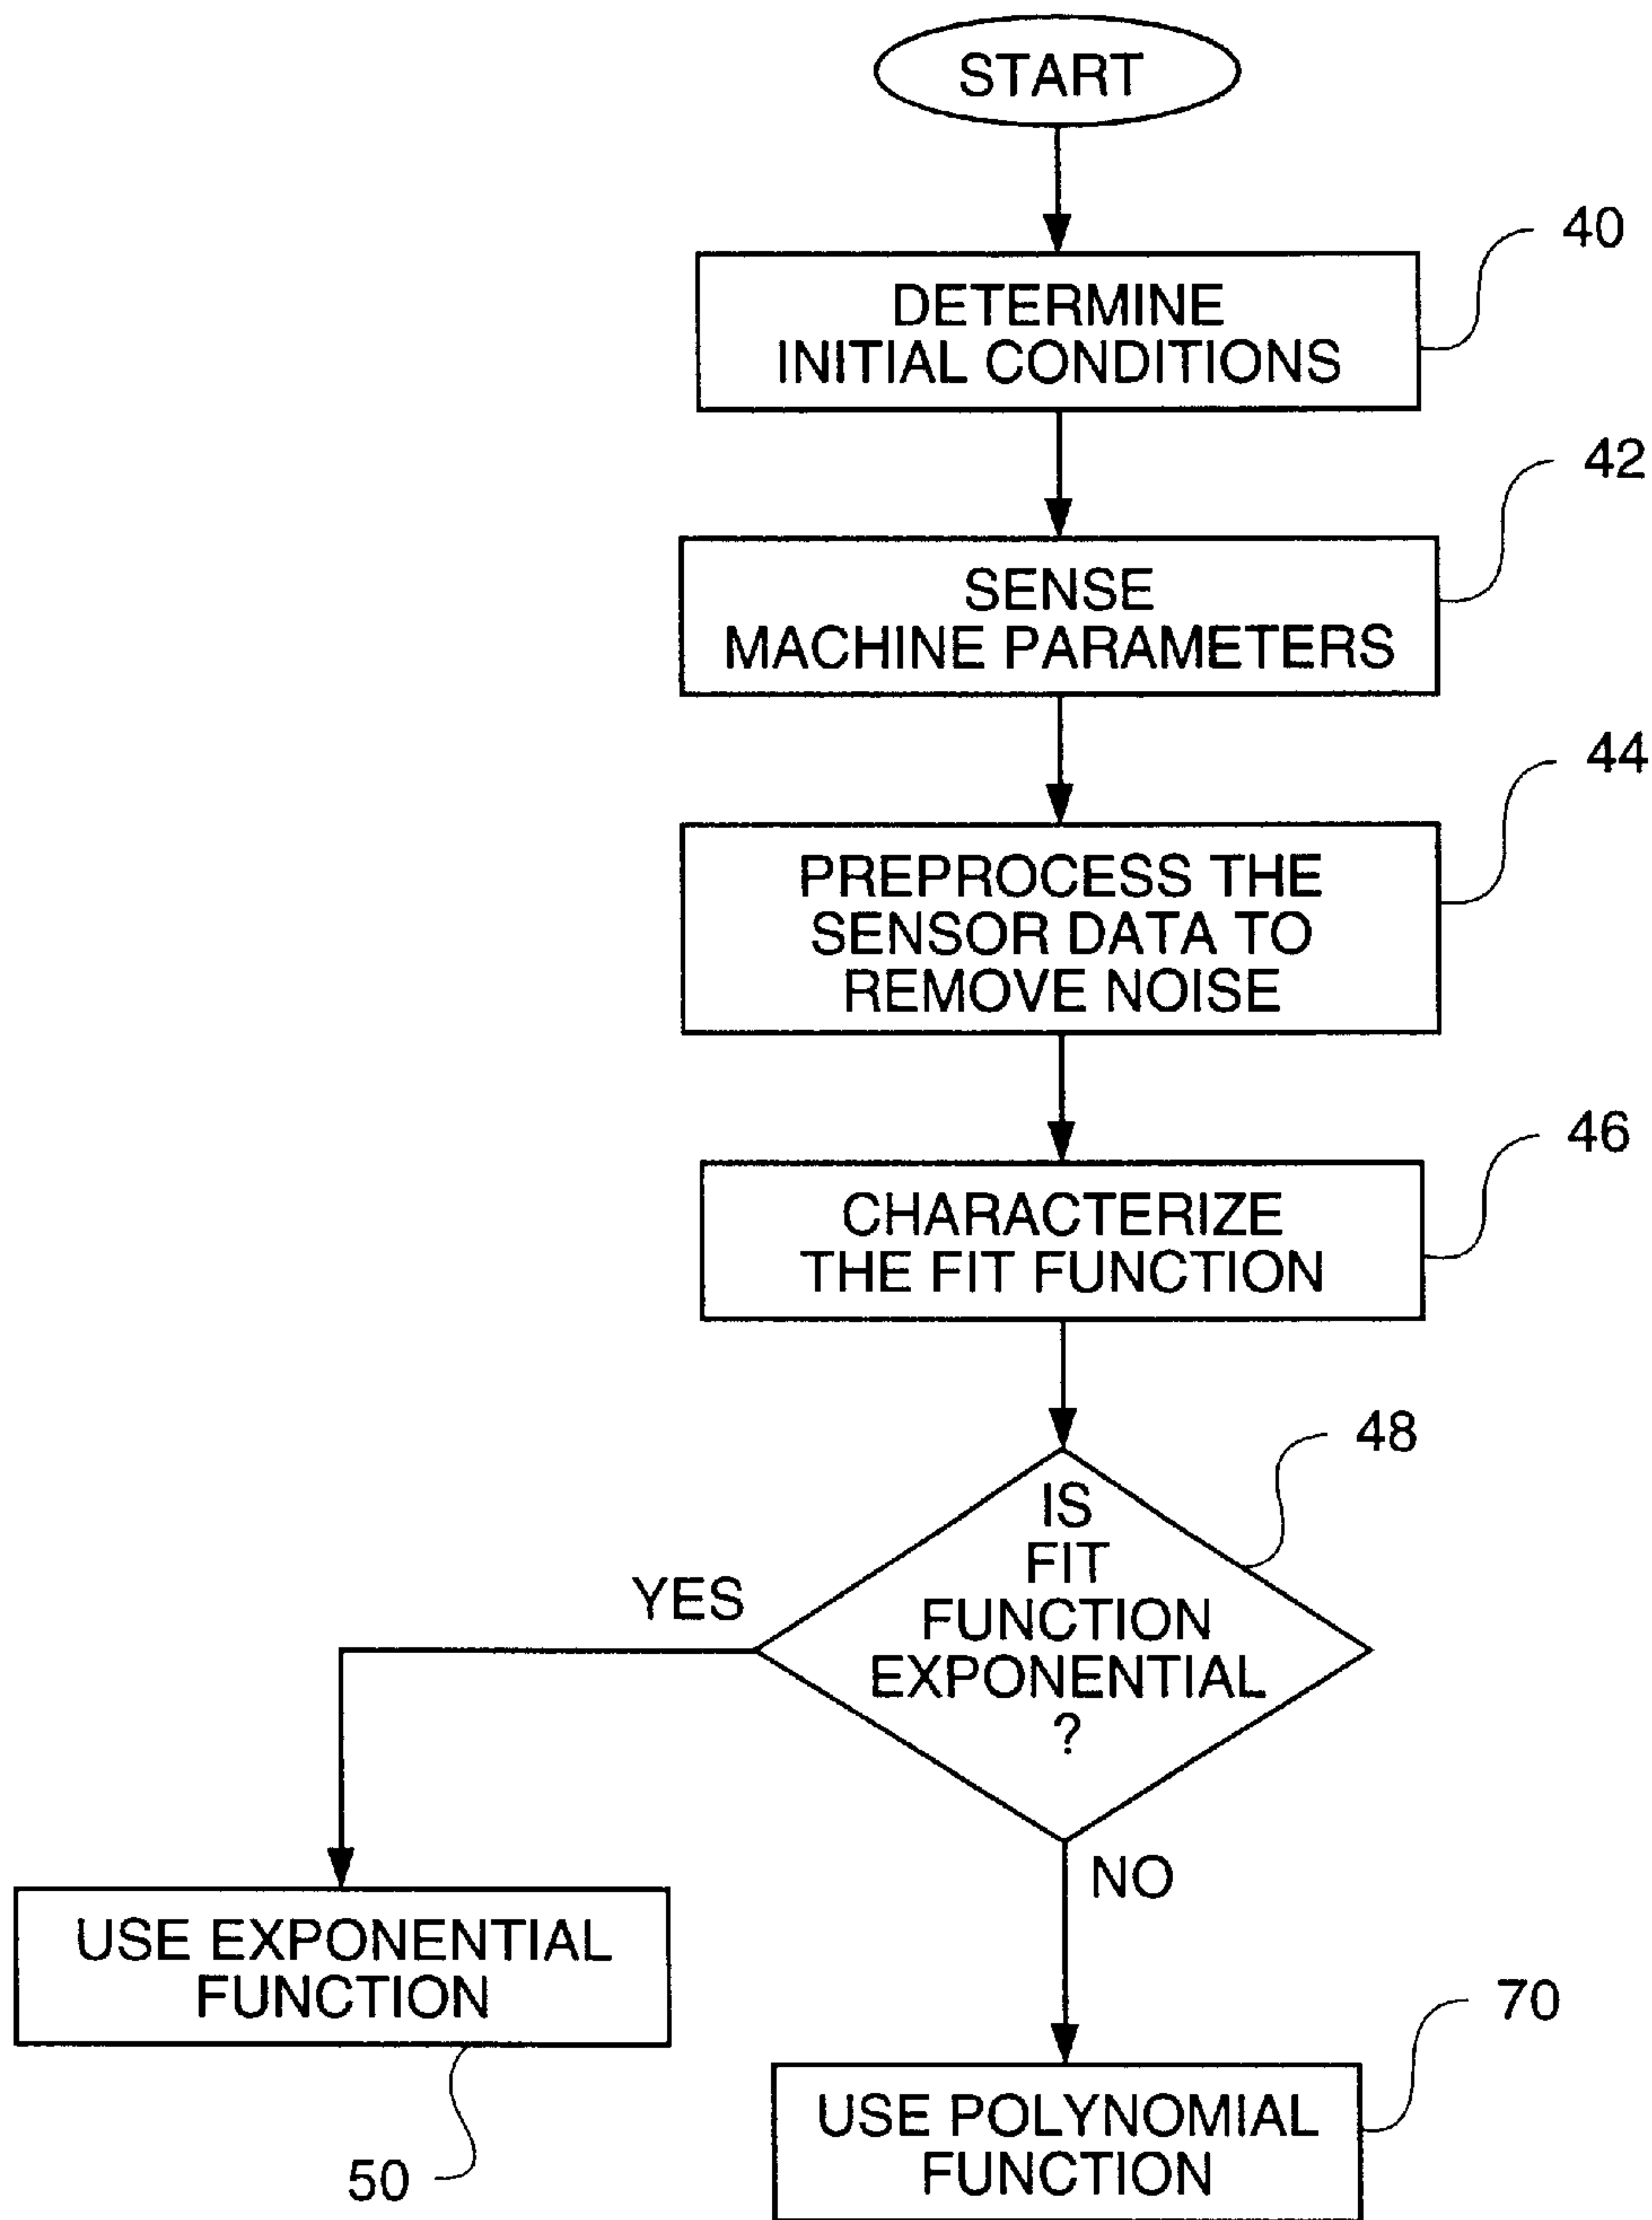 START
40
DETERMINE
INITIAL CONDITIONS
42
SENSE
MACHINE PARAMETERS
44
PREPROCESS THE
SENSOR DATA TO
REMOVE NOISE
46
CHARACTERIZE
THE FIT FUNCTION
48
IS
FIT
FUNCTION
EXPONENTIAL
?
YES
NO
USE EXPONENTIAL
FUNCTION
50
70
USE POLYNOMIAL
FUNCTION